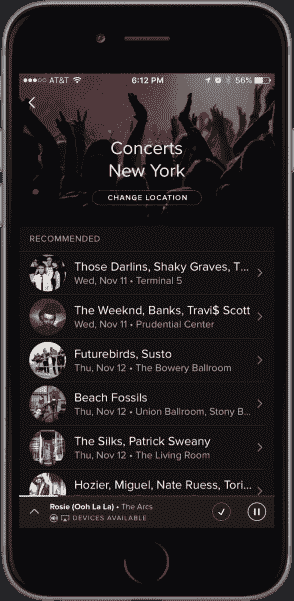 AT&T 6:12 PM 56%
Concerts
New York
CHANGE LOCATION
RECOMMENDED
Those Darlins, Shaky Graves, T...
Wed, Nov 11 • Terminal 5
The Weeknd, Banks, Travi$ Scott
Wed, Nov 11 • Prudential Center
Futurebirds, Susto
Thu, Nov 12 • The Bowery Ballroom
Beach Fossils
Thu, Nov 12 • Union Ballroom, Stony B...
The Silks, Patrick Sweany
Thu, Nov 12 • The Living Room
Hozier, Miguel, Nate Ruess, Tori...
Rosie (Ooh La La) • The Arcs
DEVICES AVAILABLE